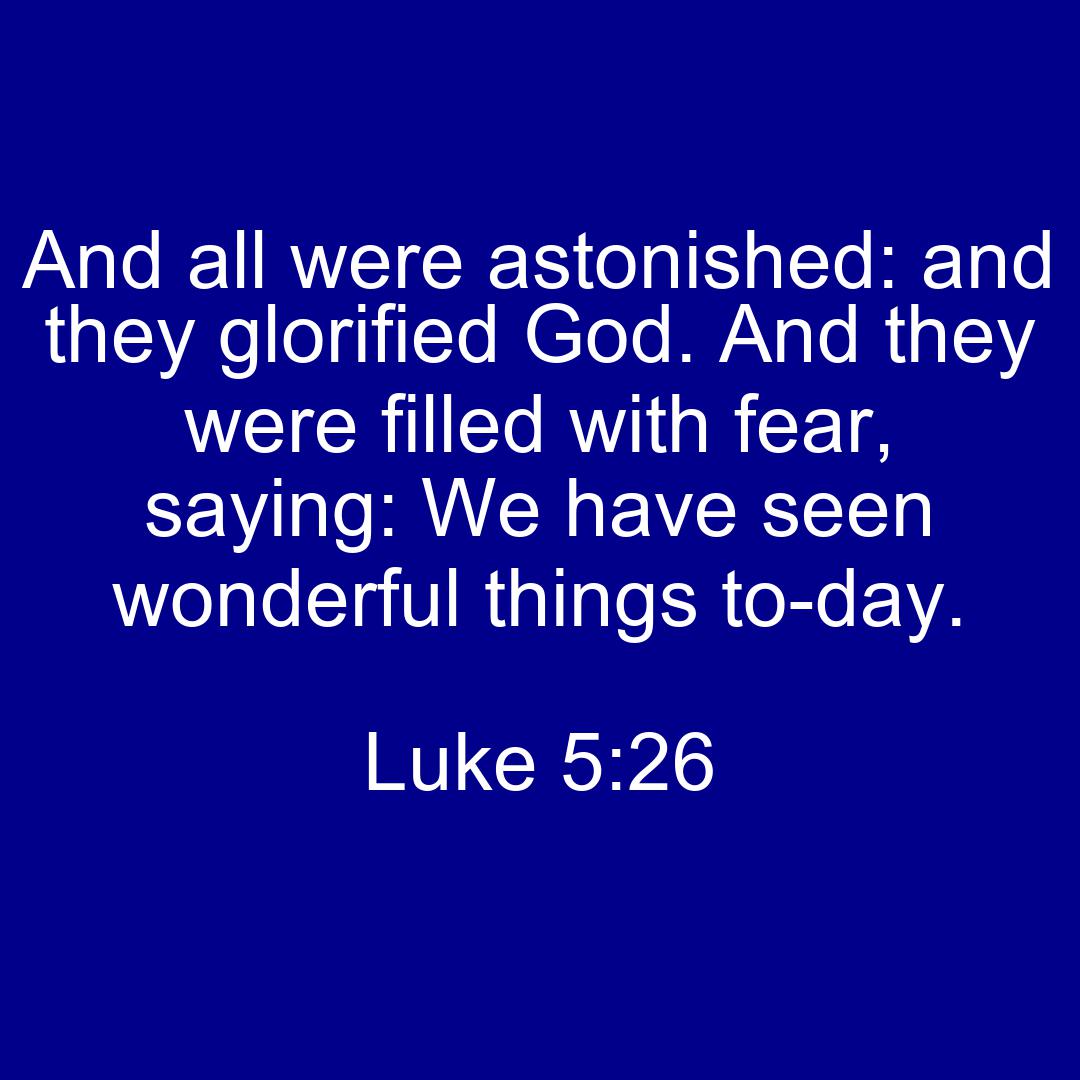 And all were astonished: and
they glorified God. And they
were filled with fear,
saying: We have seen
wonderful things to-day.
Luke 5:26